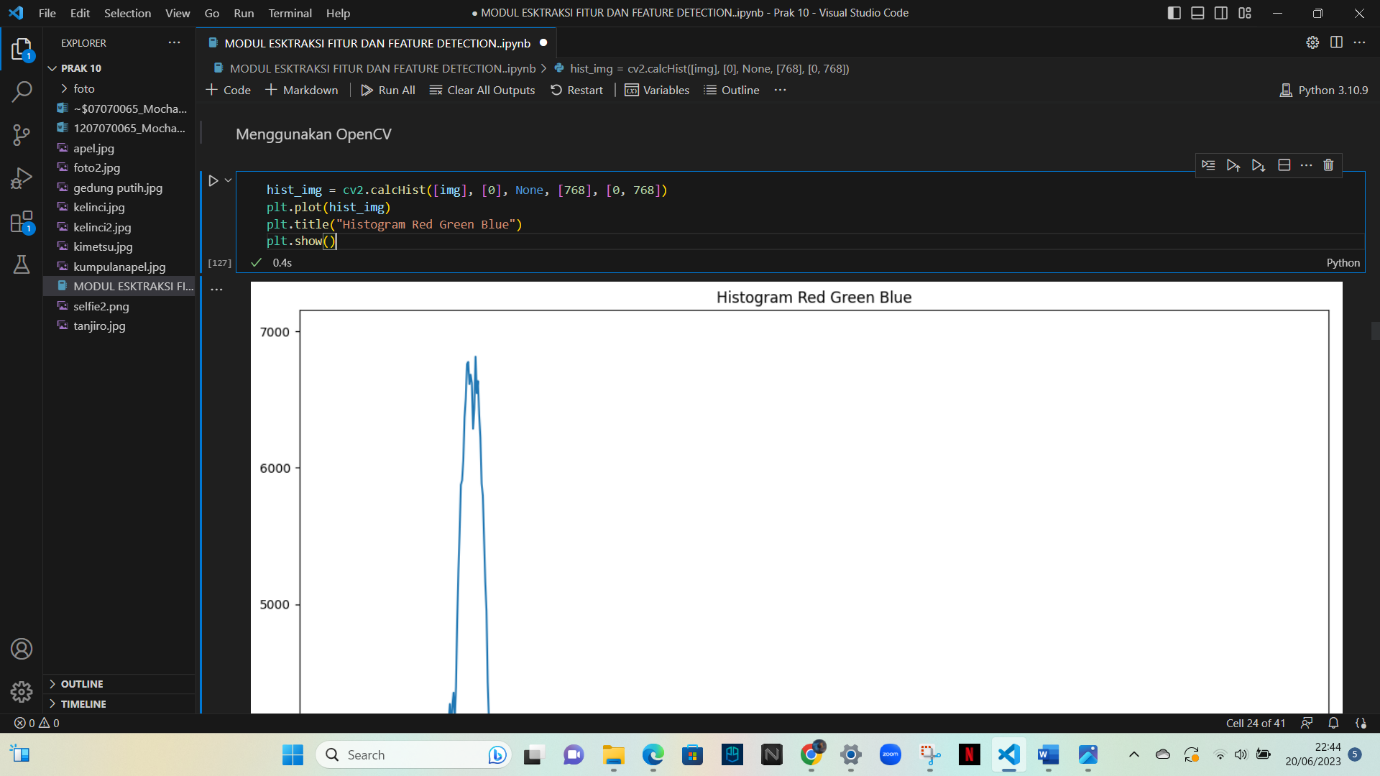 File Edit Selection View Go Run Terminal Help
● MODUL ESKTRAKSI FITUR DAN FEATURE DETECTION..ipynb - Prak 10 - Visual Studio Code
EXPLORER
PRAK 10
foto
~$07070065_Mocha...
1207070065_Mocha...
apel.jpg
foto2.jpg
gedung putih.jpg
kelinci.jpg
kelinci2.jpg
kimetsu.jpg
kumpulanapel.jpg
MODUL ESKTRAKSI FI...
selfie2.png
tanjiro.jpg
OUTLINE
TIMELINE
MODUL ESKTRAKSI FITUR DAN FEATURE DETECTION..ipynb ●
MODUL ESKTRAKSI FITUR DAN FEATURE DETECTION..ipynb > hist_img = cv2.calcHist([img], [0], None, [768], [0, 768])
+ Code + Markdown Run All Clear All Outputs Restart Variables Outline ... Python 3.10.9
Menggunakan OpenCV
hist_img = cv2.calcHist([img], [0], None, [768], [0, 768])
plt.plot(hist_img)
plt.title("Histogram Red Green Blue")
plt.show()
[127] 0.4s Python
Histogram Red Green Blue
7000
6000
5000
1
1
0 0 Cell 24 of 41
Search
zoom
N
N
W
22:44
20/06/2023
5